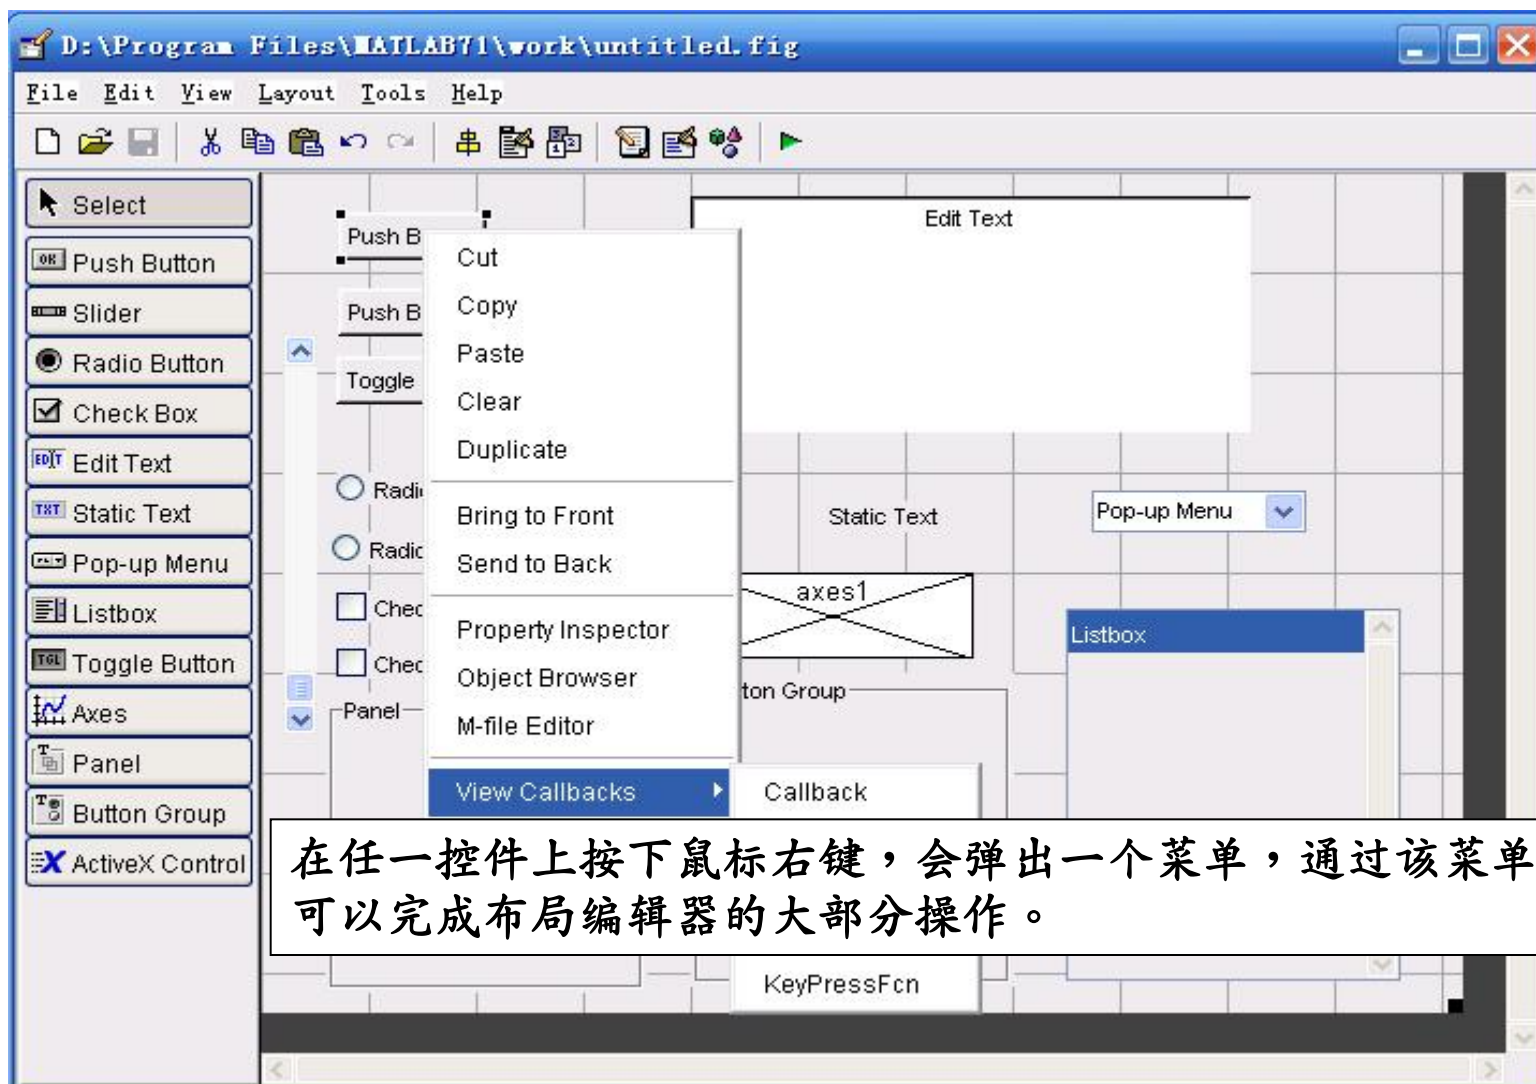 D:\Program Files\MATLAB71\work\untitled.fig
File Edit View Layout Tools Help
Select
Push Button
Slider
Radio Button
Check Box
Edit Text
Static Text
Pop-up Menu
Listbox
Toggle Button
Axes
Panel
Button Group
ActiveX Control
Push B
Push B
Toggle
Radi
Radic
Chec
Chec
Panel
Cut
Copy
Paste
Clear
Duplicate
Bring to Front
Send to Back
Property Inspector
Object Browser
M-file Editor
View Callbacks
Callback
KeyPressFcn
Edit Text
Static Text
Pop-up Menu
axes1
Listbox
ton Group
在任一控件上按下鼠标右键，会弹出一个菜单，通过该菜单
可以完成布局编辑器的大部分操作。